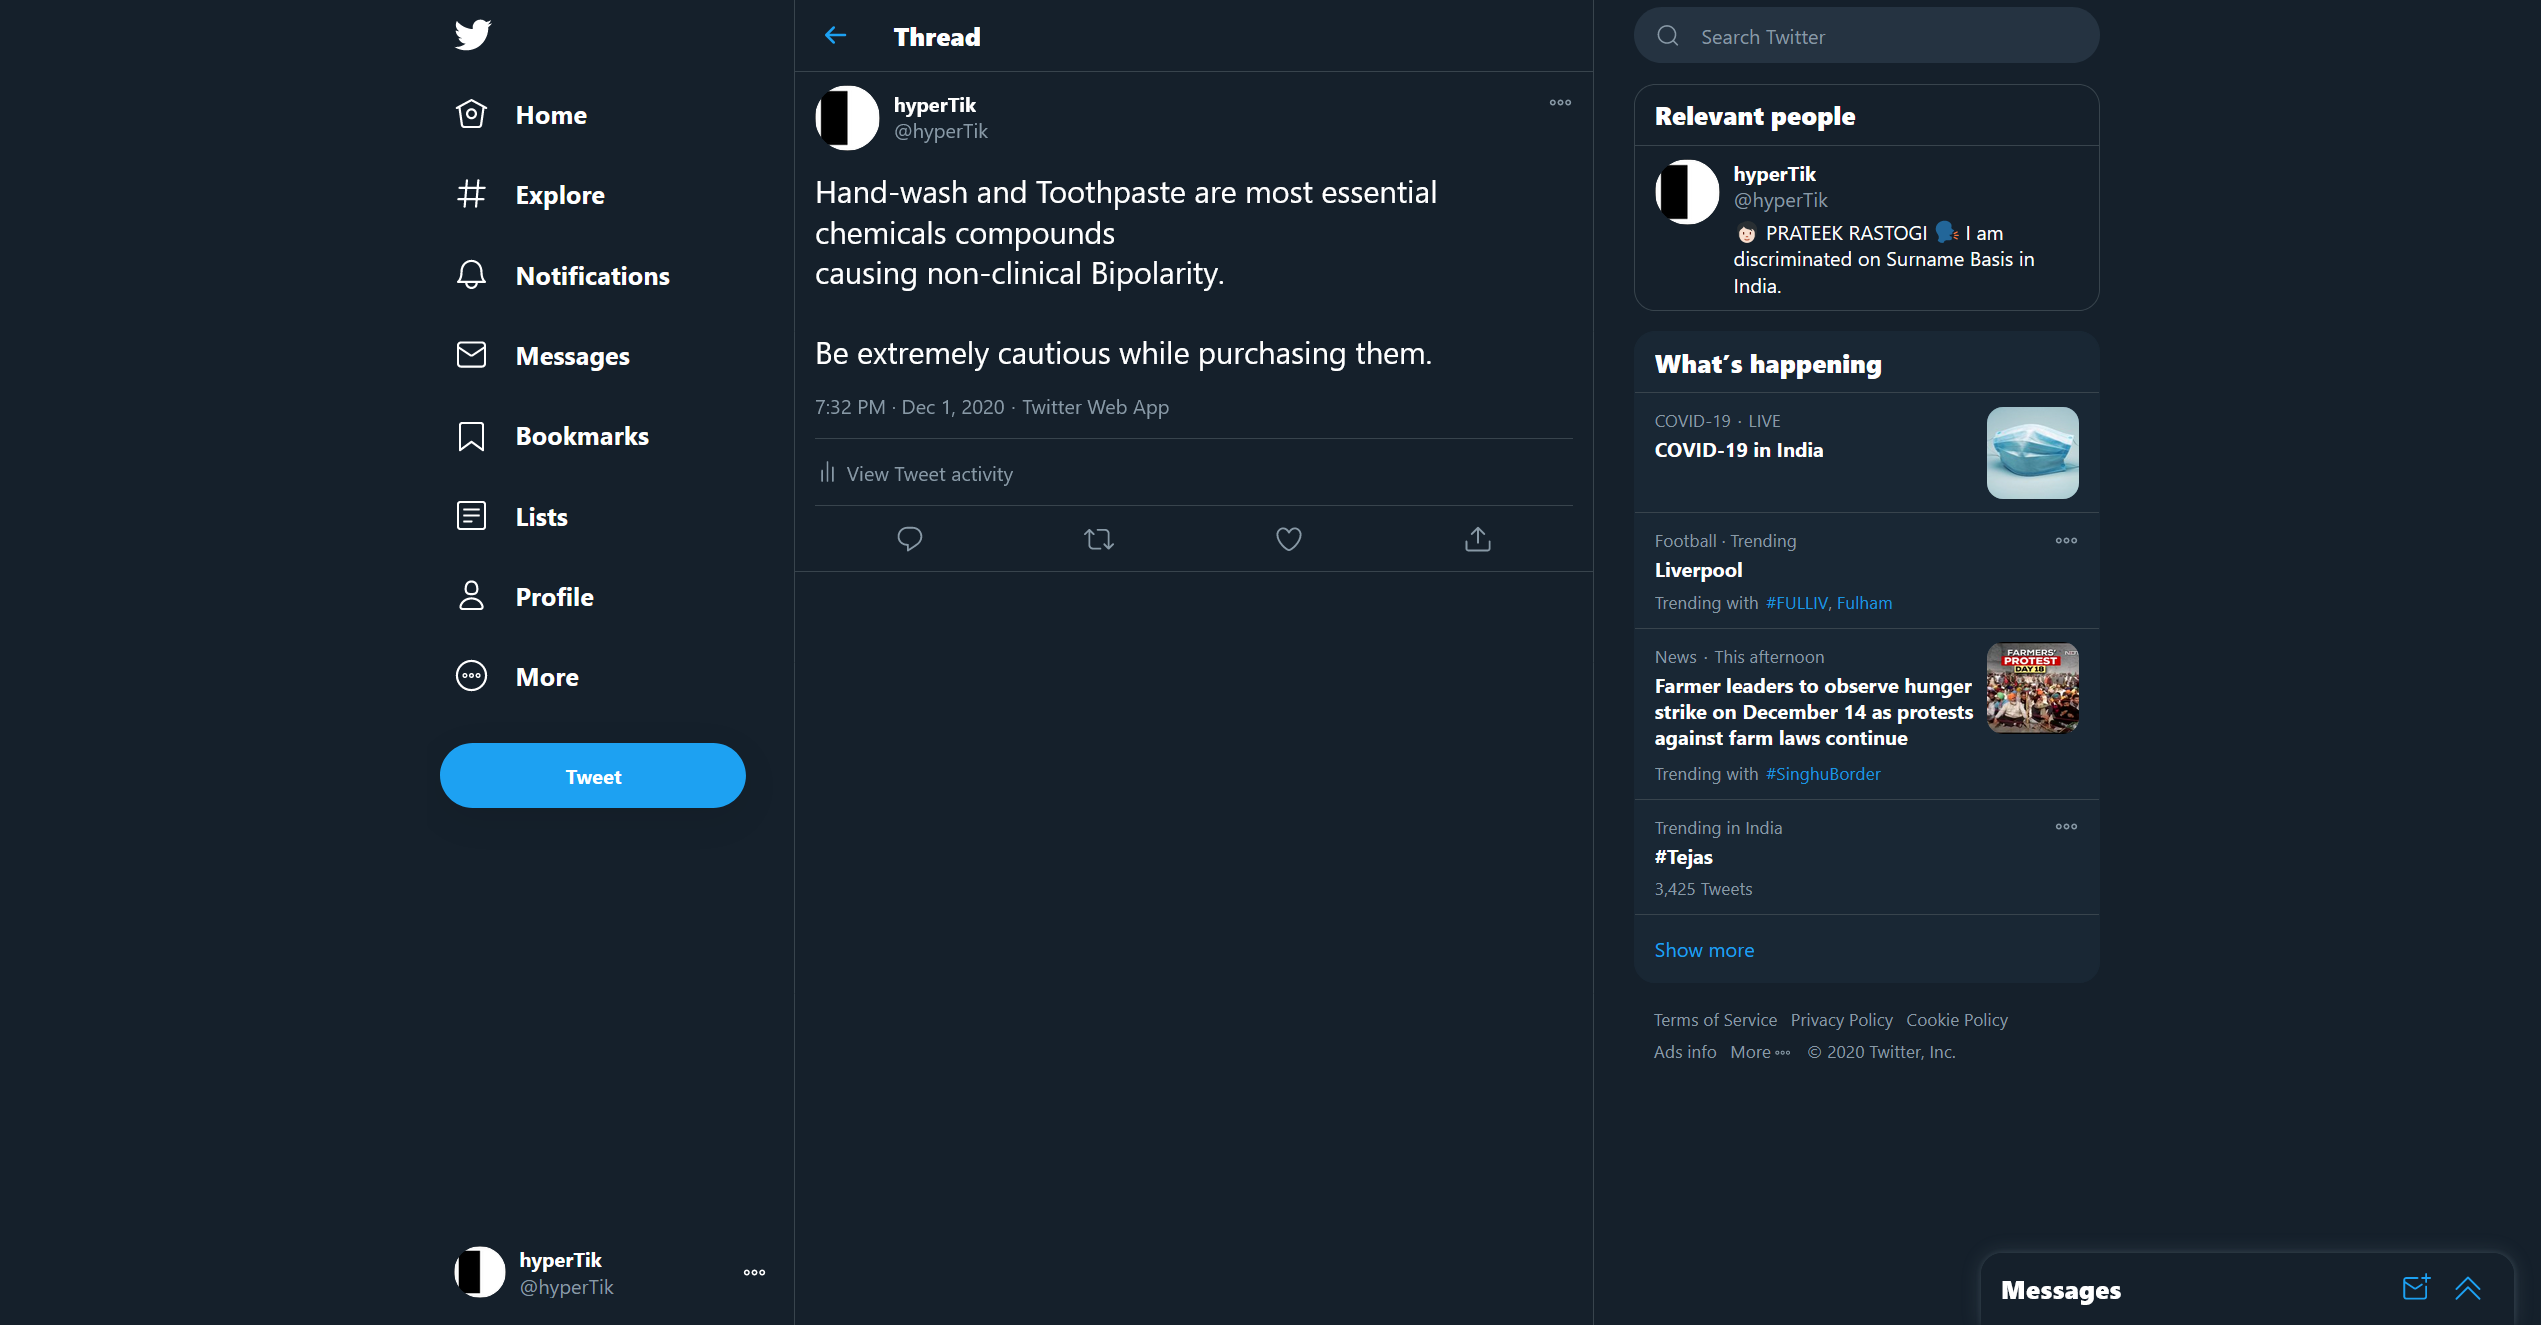 Home
Explore
Notifications
Messages
Bookmarks
Lists
Profile
More
Tweet
hyperTik
@hyperTik
Thread
hyperTik
@hyperTik
Hand-wash and Toothpaste are most essential
chemicals compounds
causing non-clinical Bipolarity.
Be extremely cautious while purchasing them.
7:32 PM · Dec 1, 2020 · Twitter Web App
View Tweet activity
Search Twitter
Relevant people
hyperTik
@hyperTik
PRATEEK RASTOGI I am
discriminated on Surname Basis in
India.
What's happening
COVID-19 · LIVE
COVID-19 in India
Football · Trending
Liverpool
Trending with #FULLIV, Fulham
News · This afternoon
Farmer leaders to observe hunger
strike on December 14 as protests
against farm laws continue
FARMERS'
PROTEST
DAY 18
Trending with #SinghuBorder
Trending in India
#Tejas
3,425 Tweets
Show more
Terms of Service Privacy Policy Cookie Policy
Ads info More © 2020 Twitter, Inc.
Messages